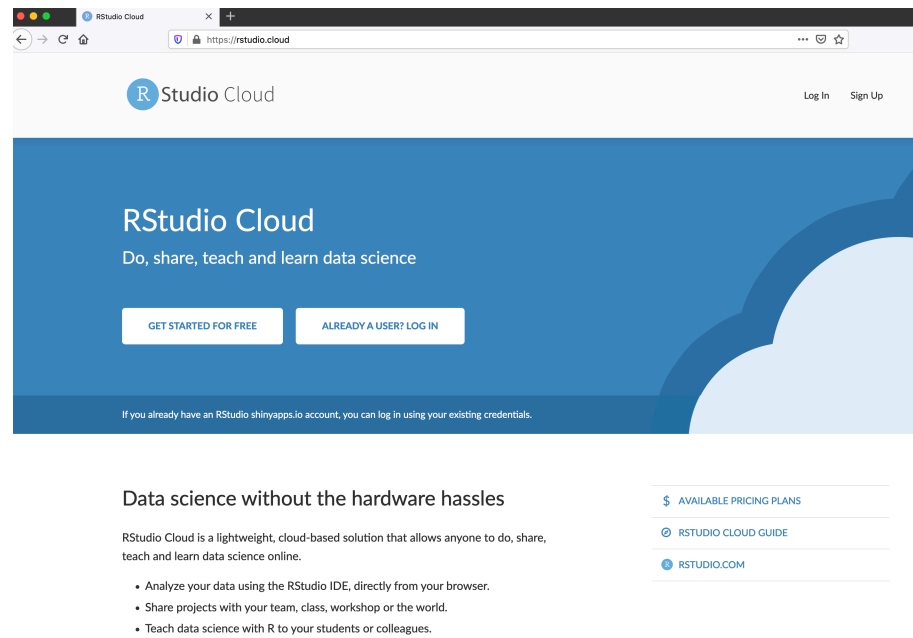 RStudio Cloud
https://rstudio.cloud
R Studio Cloud
Log In Sign Up
RStudio Cloud
Do, share, teach and learn data science
GET STARTED FOR FREE ALREADY A USER? LOG IN
If you already have an RStudio shinyapps.io account, you can log in using your existing credentials.
Data science without the hardware hassles
RStudio Cloud is a lightweight, cloud-based solution that allows anyone to do, share,
teach and learn data science online.
• Analyze your data using the RStudio IDE, directly from your browser.
• Share projects with your team, class, workshop or the world.
• Teach data science with R to your students or colleagues.
$ AVAILABLE PRICING PLANS
RSTUDIO CLOUD GUIDE
R RSTUDIO.COM